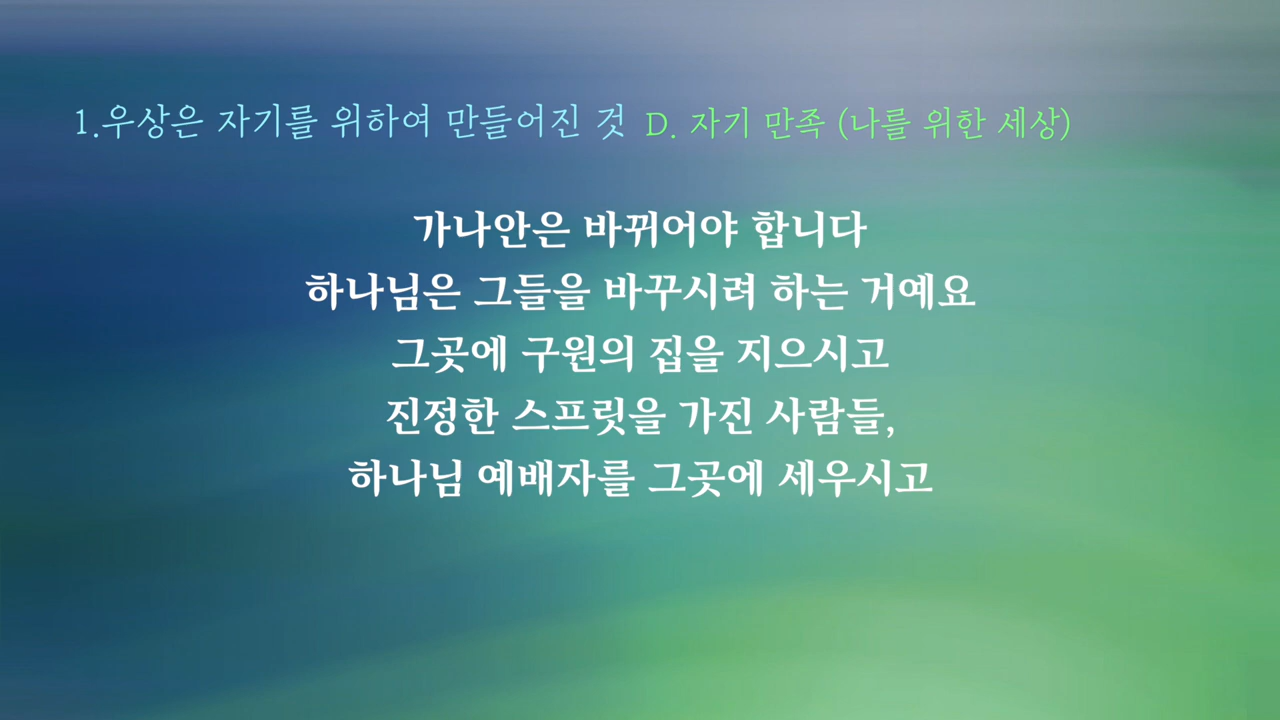 1.우상은 자기를 위하여 만들어진 것 D. 자기 만족 (나를 위한 세상)
가나안은 바뀌어야 합니다
하나님은 그들을 바꾸시려 하는 거예요
그곳에 구원의 집을 지으시고
진정한 스프릿을 가진 사람들,
하나님 예배자를 그곳에 세우시고